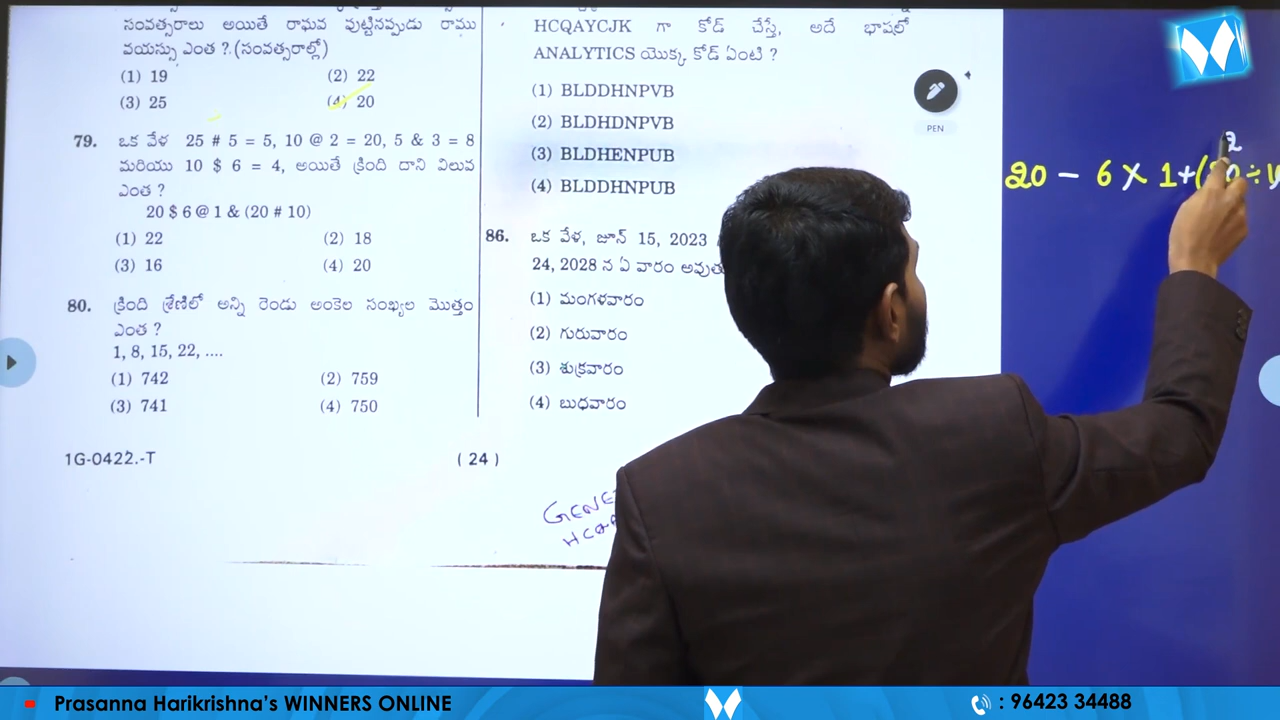 సంవత్సరాలు అయితే రాఘవ పుట్టినప్పుడు రాము
వయస్సు ఎంత ? (సంవత్సరాల్లో)
(1) 19 (2) 22
(3) 25 (4) 20
79. ఒక వేళ 25 # 5 = 5, 10 @ 2 = 20, 5 & 3 = 8
మరియు 10 $ 6 = 4, అయితే క్రింది దాని విలువ
ఎంత ?
20 $ 6 @ 1 & (20 # 10)
(1) 22 (2) 18
(3) 16 (4) 20
80. క్రింది శ్రేణిలో అన్ని రెండు అంకెల సంఖ్యల మొత్తం
ఎంత ?
1, 8, 15, 22, ....
(1) 742 (2) 759
(3) 741 (4) 750
1G-0422.-T (24)
HCQAYCJK గా కోడ్ చేస్తే, అదే భాషలో
ANALYTICS యొక్క కోడ్ ఏంటి ?
(1) BLDDHNPVB
(2) BLDHDNPVB
(3) BLDHENPUB
(4) BLDDHNPUB
86. ఒక వేళ, జూన్ 15, 2023
24, 2028 న ఏ వారం
(1) మంగళవారం
(2) గురువారం
(3) శుక్రవారం
(4) బుధవారం
PEN
2
20 - 6 × 1 + (
Prasanna Harikrishna's WINNERS ONLINE : 96423 34488